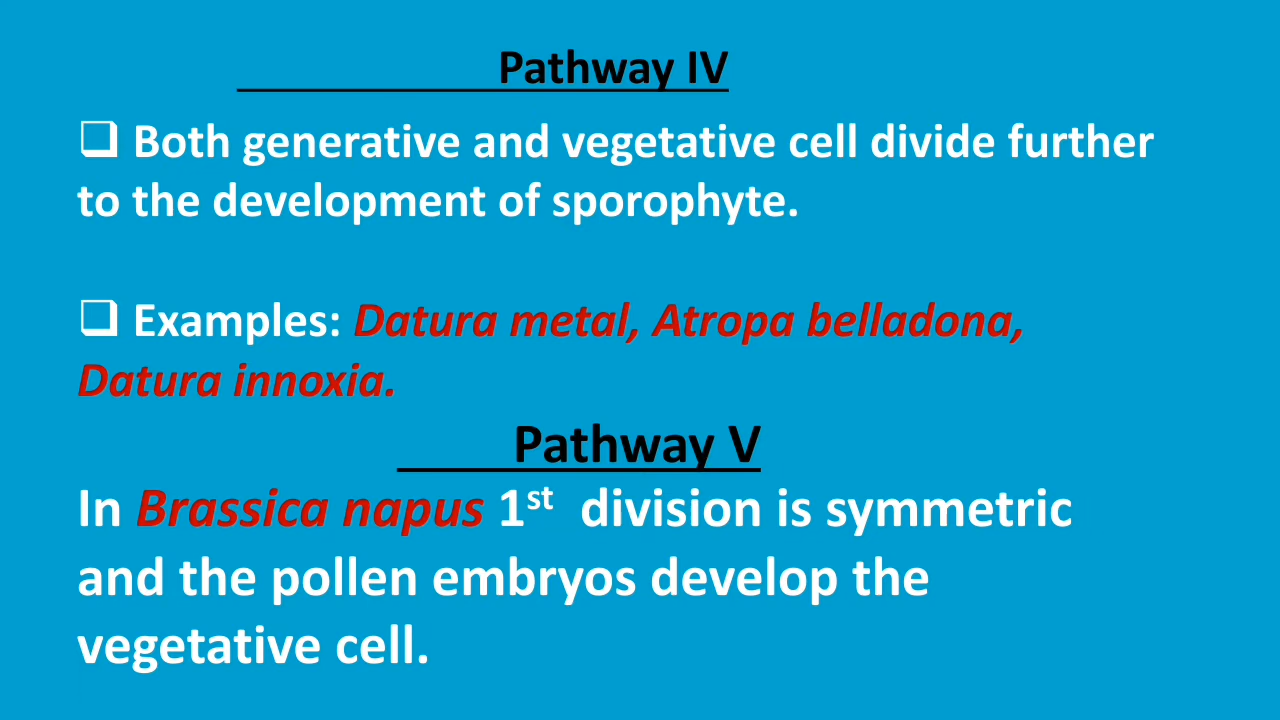 Pathway IV
❑ Both generative and vegetative cell divide further
to the development of sporophyte.
❑ Examples: Datura metal, Atropa belladona,
Datura innoxia.
Pathway V
In Brassica napus 1st division is symmetric
and the pollen embryos develop the
vegetative cell.